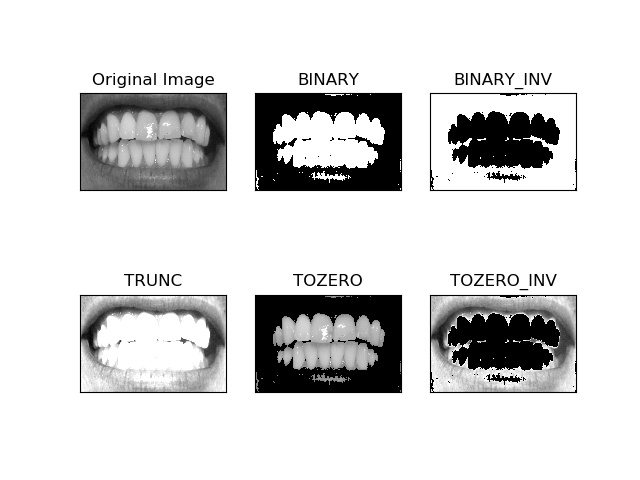 Original Image
BINARY
BINARY_INV
TRUNC
TOZERO
TOZERO_INV